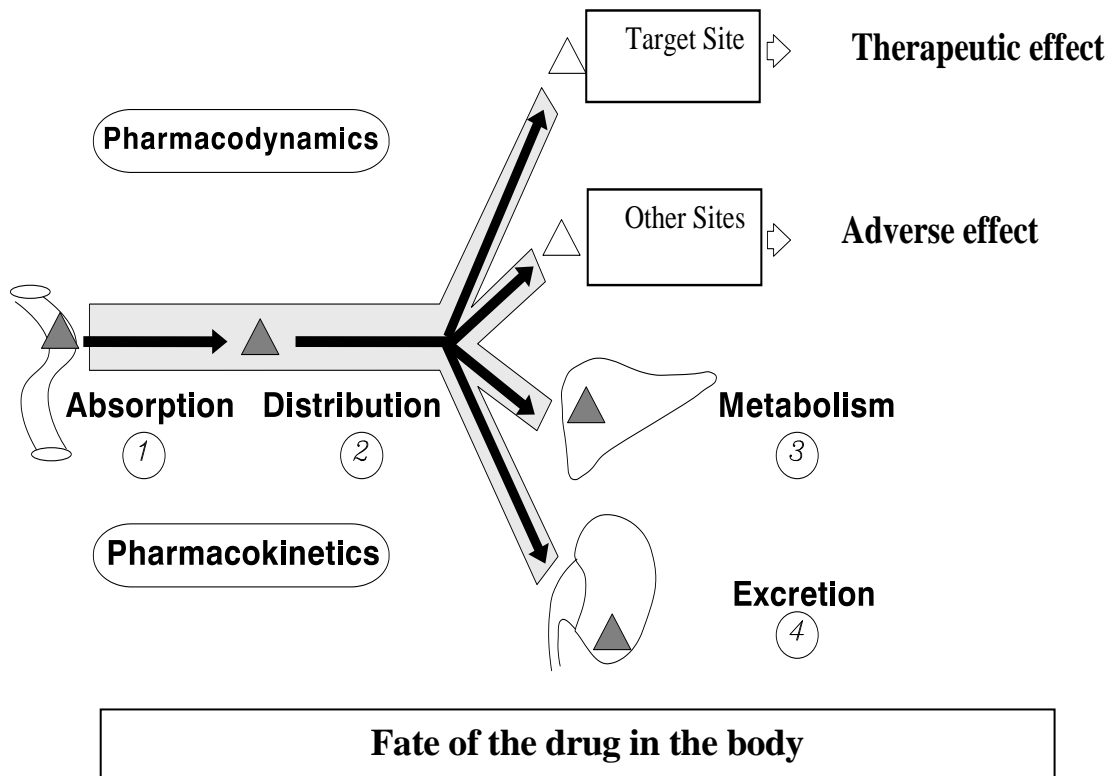 Target Site
Therapeutic effect
Pharmacodynamics
Other Sites
Adverse effect
Absorption
Distribution
Metabolism
1
2
3
Pharmacokinetics
Excretion
4
Fate of the drug in the body